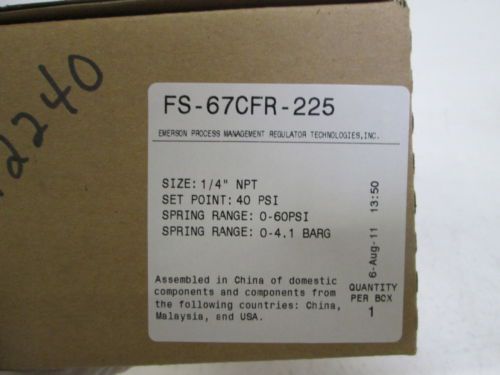 2240
FS-67CFR-225
EMERSON PROCESS MANAGEMENT REGULATOR TECHNOLOGIES,INC.
SIZE: 1/4" NPT
SET POINT: 40 PSI
SPRING RANGE: 0-60PSI
SPRING RANGE: 0-4.1 BARG
6-Aug-11 13:50
Assembled in China of domestic
components and components from
the following countries: China,
Malaysia, and USA.
QUANTITY
PER BOX
1